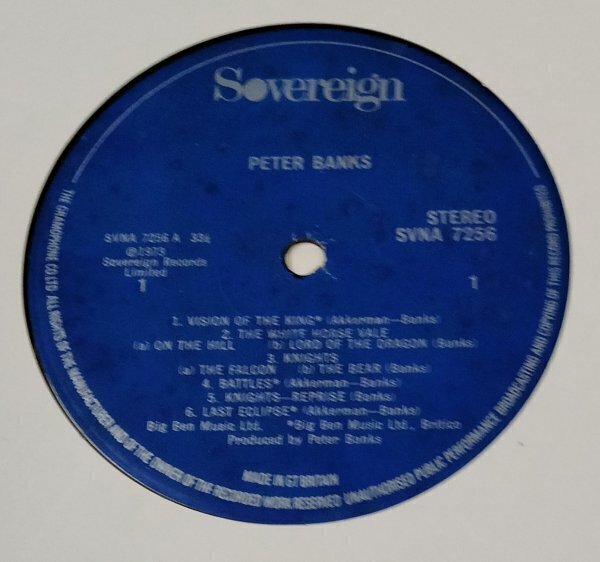 Sovereign
PETER BANKS
STEREO
SVNA 7256
SVNA 7256 A 33⅓
℗1973
Sovereign Records
Limited
1
1
1. VISION OF THE KING* (Akkerman—Banks)
2. THE WHITE HORSE VALE
(a) ON THE HILL (b) LORD OF THE DRAGON (Banks)
3. KNIGHTS
(a) THE FALCON (b) THE BEAR (Banks)
4. BATTLES* (Akkerman—Banks)
5. KNIGHTS—REPRISE (Banks)
6. LAST ECLIPSE* (Akkerman—Banks)
Big Ben Music Ltd. *Big Ben Music Ltd., Britico
Produced by Peter Banks
MADE IN GT BRITAIN
THE GRAMOPHONE CO. LTD. ALL RIGHTS OF THE MANUFACTURER AND OF THE OWNER OF THE RECORDED WORK RESERVED UNAUTHORISED PUBLIC PERFORMANCE BROADCASTING AND COPYING OF THIS RECORD PROHIBITED